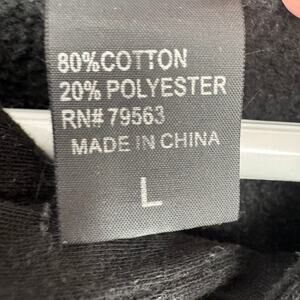 80%COTTON
20% POLYESTER
RN# 79563
MADE IN CHINA
L